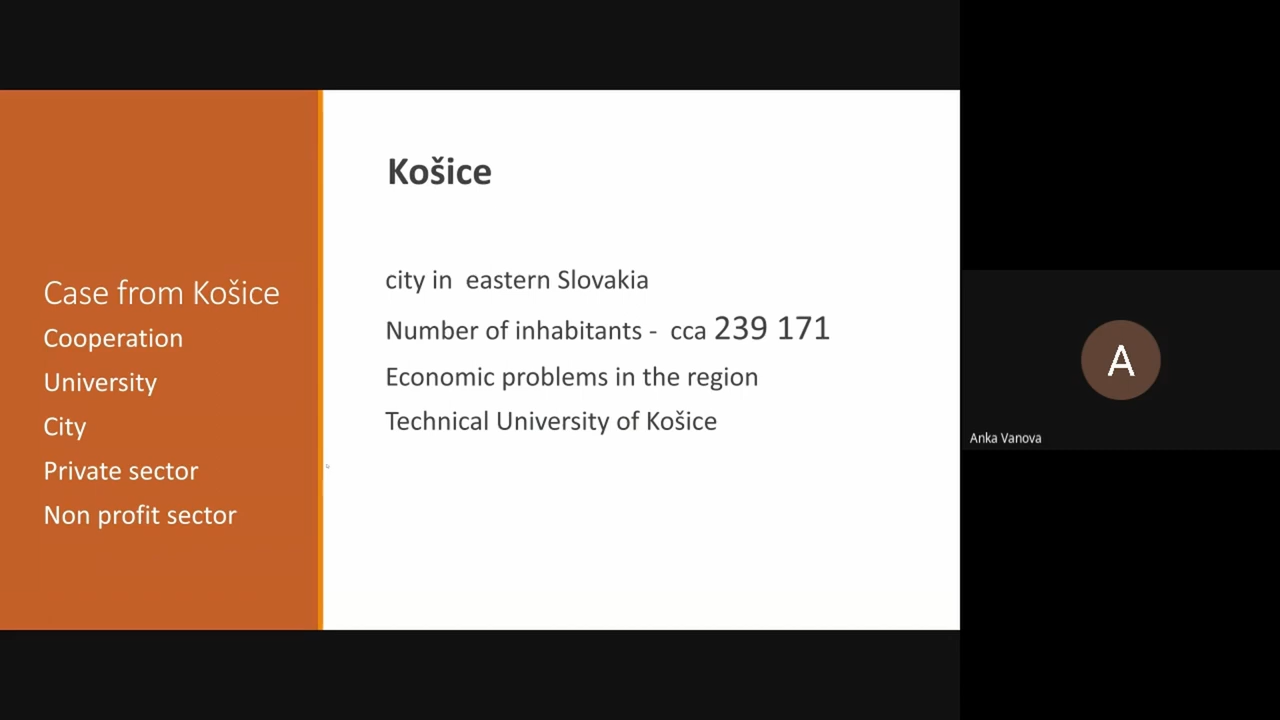 Case from Košice
Cooperation
University
City
Private sector
Non profit sector
Košice
city in eastern Slovakia
Number of inhabitants - cca 239 171
Economic problems in the region
Technical University of Košice
A
Anka Vanova